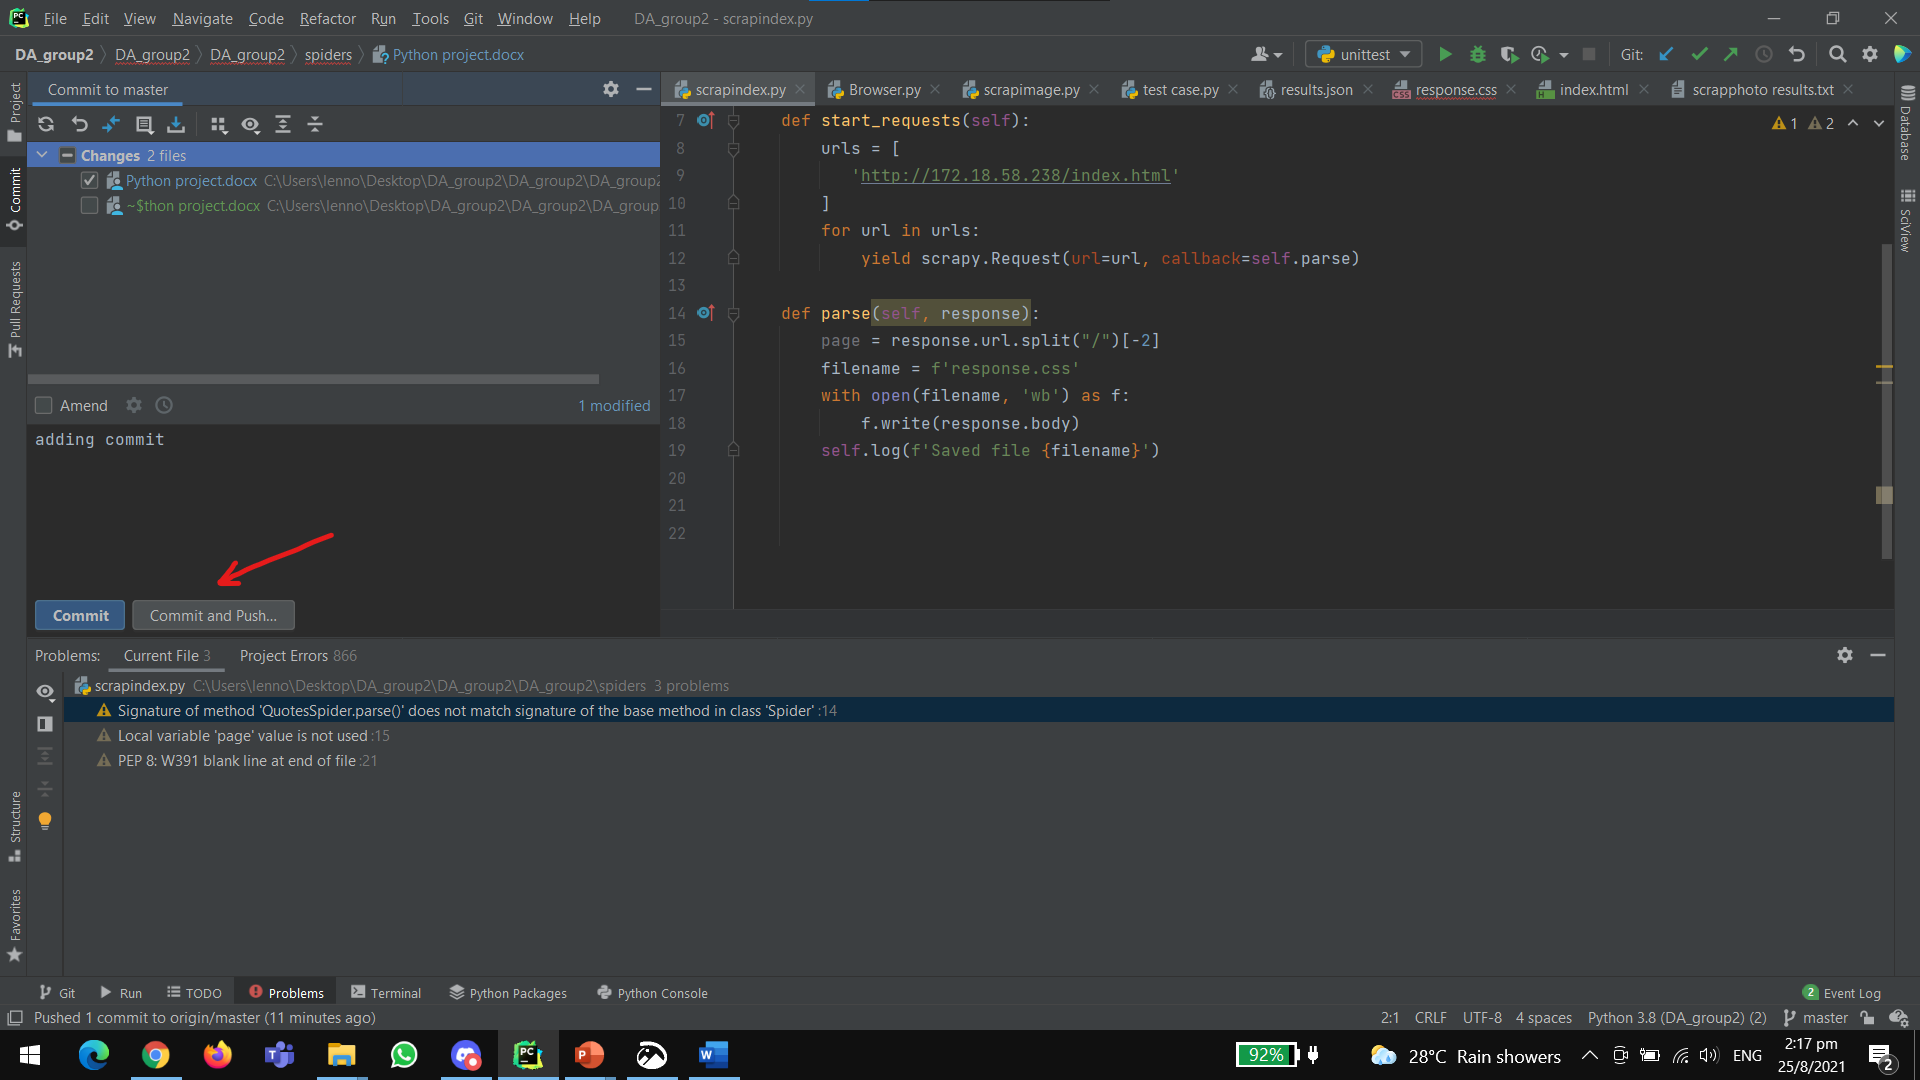 File Edit View Navigate Code Refactor Run Tools Git Window Help DA_group2 - scrapindex.py
DA_group2 DA_group2 DA_group2 spiders Python project.docx unittest Git:
Project
Commit
Pull Requests
Structure
Favorites
Commit to master
Changes 2 files
Python project.docx C:\Users\lenno\Desktop\DA_group2\DA_group2\DA_group2
~$thon project.docx C:\Users\lenno\Desktop\DA_group2\DA_group2\DA_group
Amend 1 modified
adding commit
Commit Commit and Push...
scrapindex.py Browser.py scrapimage.py test case.py results.json response.css index.html scrapphoto results.txt
1 2
7 def start_requests(self):
8 urls = [
9 'http://172.18.58.238/index.html'
10 ]
11 for url in urls:
12 yield scrapy.Request(url=url, callback=self.parse)
13
14 def parse(self, response):
15 page = response.url.split("/")[-2]
16 filename = f'response.css'
17 with open(filename, 'wb') as f:
18 f.write(response.body)
19 self.log(f'Saved file {filename}')
20
21
22
Database
SciView
Problems: Current File 3 Project Errors 866
scrapindex.py C:\Users\lenno\Desktop\DA_group2\DA_group2\DA_group2\spiders 3 problems
Signature of method 'QuotesSpider.parse()' does not match signature of the base method in class 'Spider' :14
Local variable 'page' value is not used :15
PEP 8: W391 blank line at end of file :21
Git Run TODO Problems Terminal Python Packages Python Console 2 Event Log
Pushed 1 commit to origin/master (11 minutes ago) 2:1 CRLF UTF-8 4 spaces Python 3.8 (DA_group2) (2) master
92% 28°C Rain showers ENG 2:17 pm
25/8/2021 2